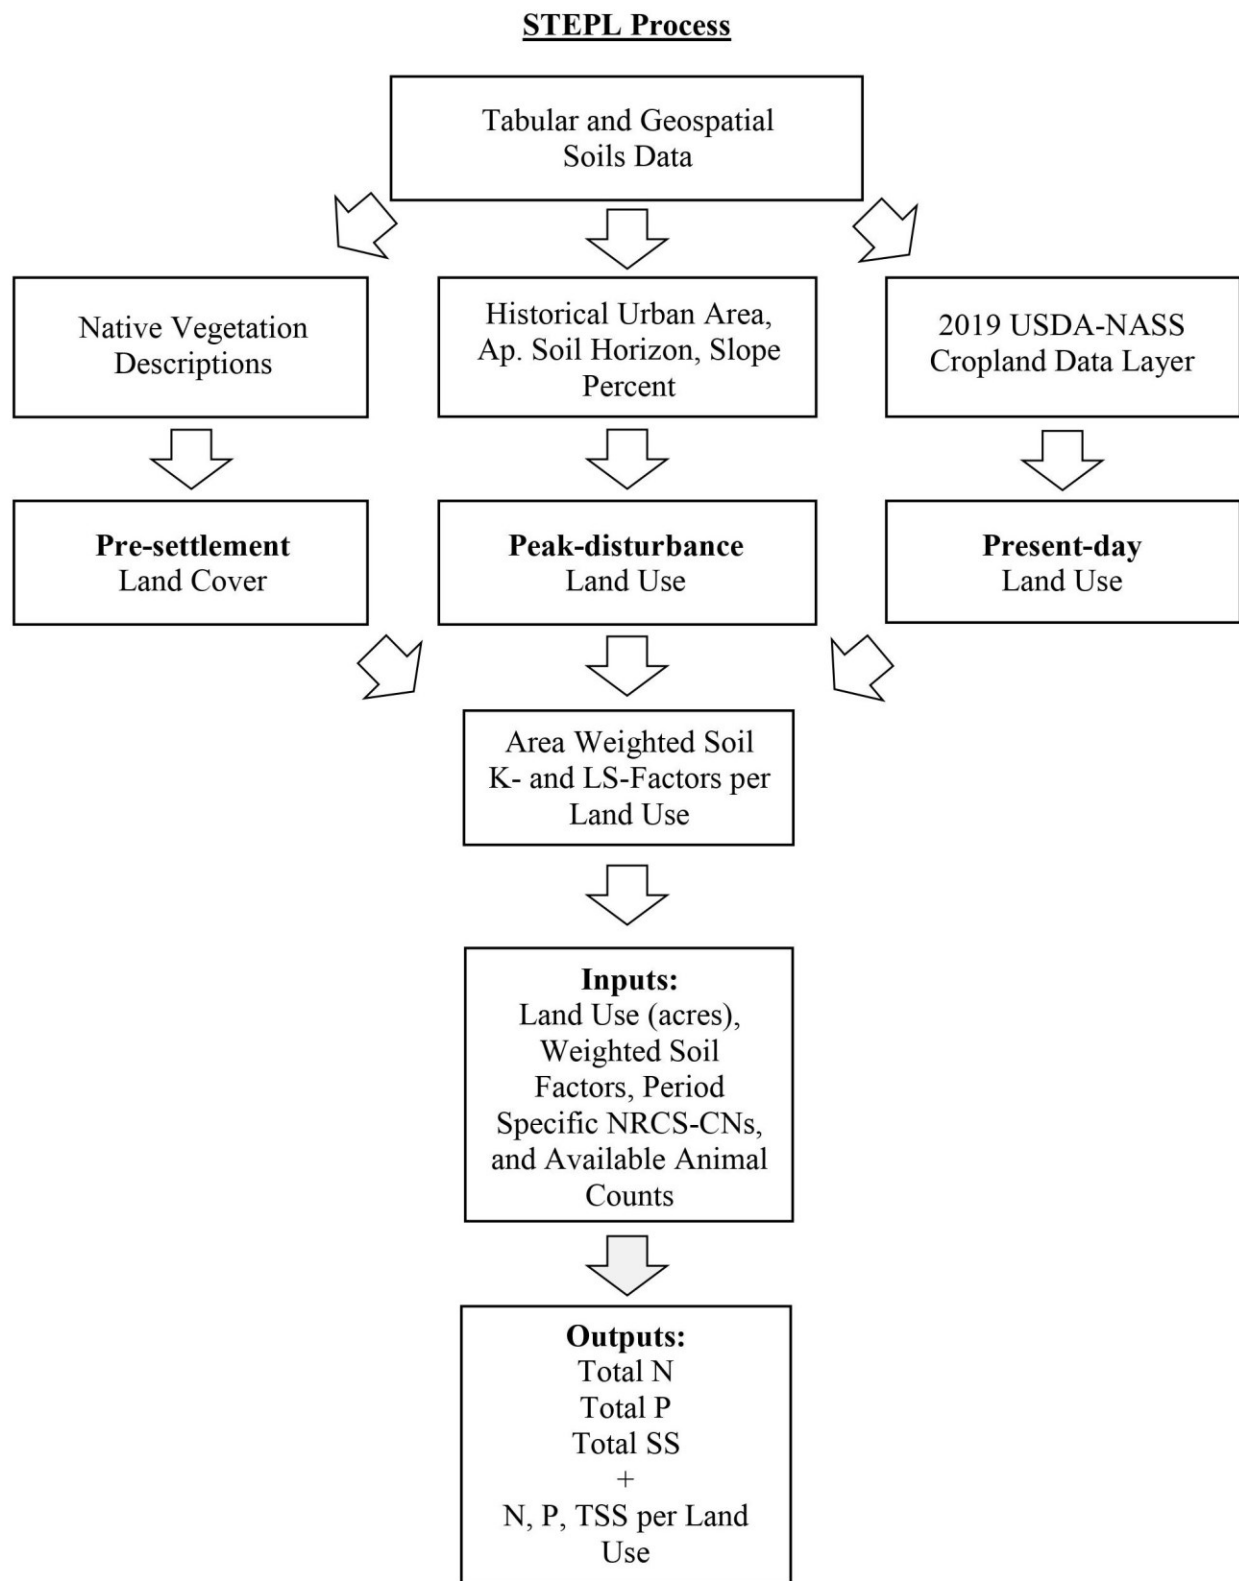 STEPL Process
Tabular and Geospatial
Soils Data
Native Vegetation
Descriptions
Historical Urban Area,
Ap. Soil Horizon, Slope
Percent
2019 USDA-NASS
Cropland Data Layer
Pre-settlement
Land Cover
Peak-disturbance
Land Use
Present-day
Land Use
Area Weighted Soil
K- and LS-Factors per
Land Use
Inputs:
Land Use (acres),
Weighted Soil
Factors, Period
Specific NRCS-CNs,
and Available Animal
Counts
Outputs:
Total N
Total P
Total SS
+
N, P, TSS per Land
Use